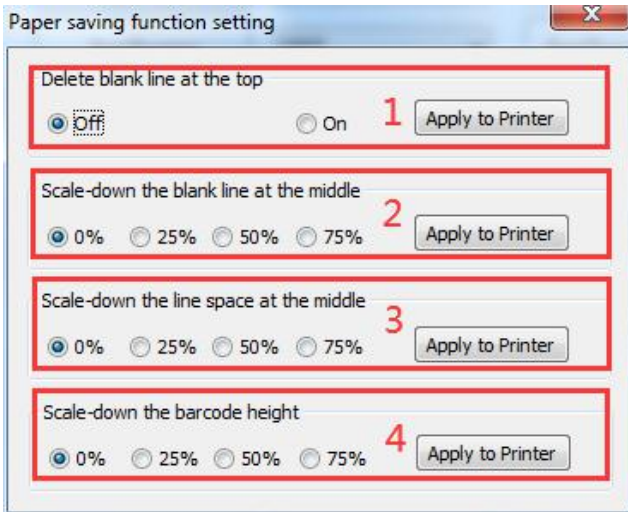 Paper saving function setting
Delete blank line at the top
Off On 1 Apply to Printer
Scale-down the blank line at the middle
0% 25% 50% 75% 2 Apply to Printer
Scale-down the line space at the middle
0% 25% 50% 75% 3 Apply to Printer
Scale-down the barcode height
0% 25% 50% 75% 4 Apply to Printer